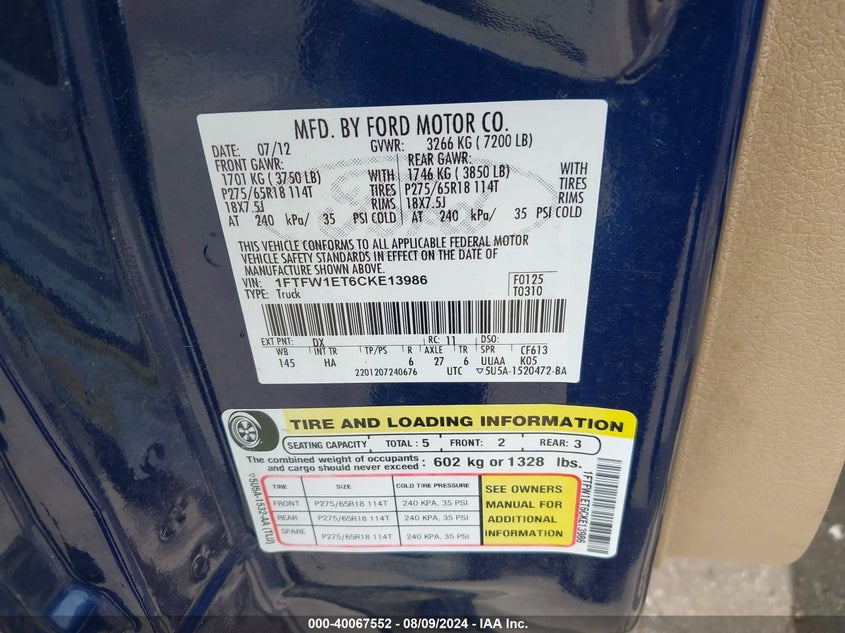 MFD. BY FORD MOTOR CO.
DATE: 07/12 GVWR: 3266 KG ( 7200 LB)
FRONT GAWR: REAR GAWR:
1701 KG ( 3750 LB) WITH 1746 KG ( 3850 LB) WITH
P275/65R18 114T TIRES P275/65R18 114T TIRES
18X7.5J RIMS 18X7.5J RIMS
AT 240 kPa/ 35 PSI COLD AT 240 kPa/ 35 PSI COLD
Ford
THIS VEHICLE CONFORMS TO ALL APPLICABLE FEDERAL MOTOR
VEHICLE SAFETY STANDARDS IN EFFECT ON THE DATE OF
MANUFACTURE SHOWN ABOVE.
VIN: 1FTFW1ET6CKE13986 F0125
TYPE: Truck T0310
EXT PNT: DX RC: 11 DSO:
WB INT TR TP/PS R AXLE TR SPR CF613
145 HA 6 27 6 UUAA K05
2201207240676 UTC ▽5U5A-1520472-BA
TIRE AND LOADING INFORMATION
SEATING CAPACITY TOTAL : 5 FRONT: 2 REAR: 3
The combined weight of occupants
and cargo should never exceed : 602 kg or 1328 lbs.
TIRE SIZE COLD TIRE PRESSURE
FRONT P275/65R18 114T 240 KPA, 35 PSI
REAR P275/65R18 114T 240 KPA, 35 PSI
SPARE P275/65R18 114T 240 KPA, 35 PSI
SEE OWNERS
MANUAL FOR
ADDITIONAL
INFORMATION
▽5U5A-1532-AA (TLU)
1FTFW1ET6CKE13986
000-40067552 - 08/09/2024 - IAA Inc.